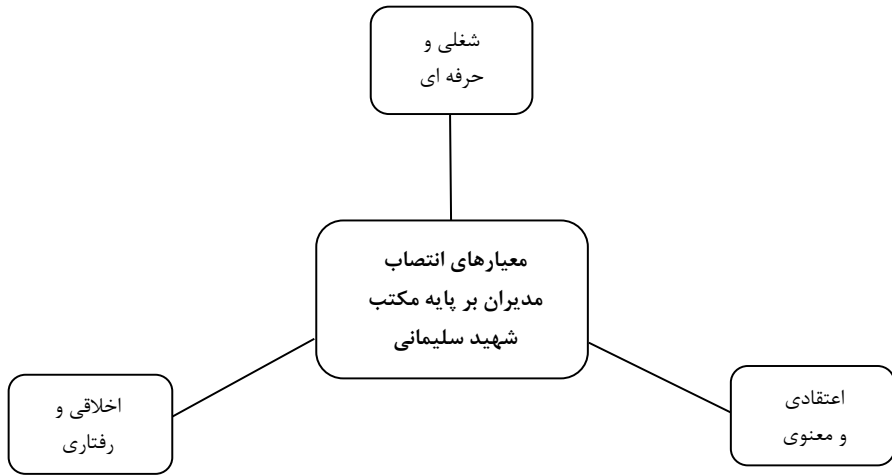 شغلی و
حرفه ای
معیارهای انتصاب
مدیران بر پایه مکتب
شهید سلیمانی
اعتقادی
و معنوی
اخلاقی و
رفتاری